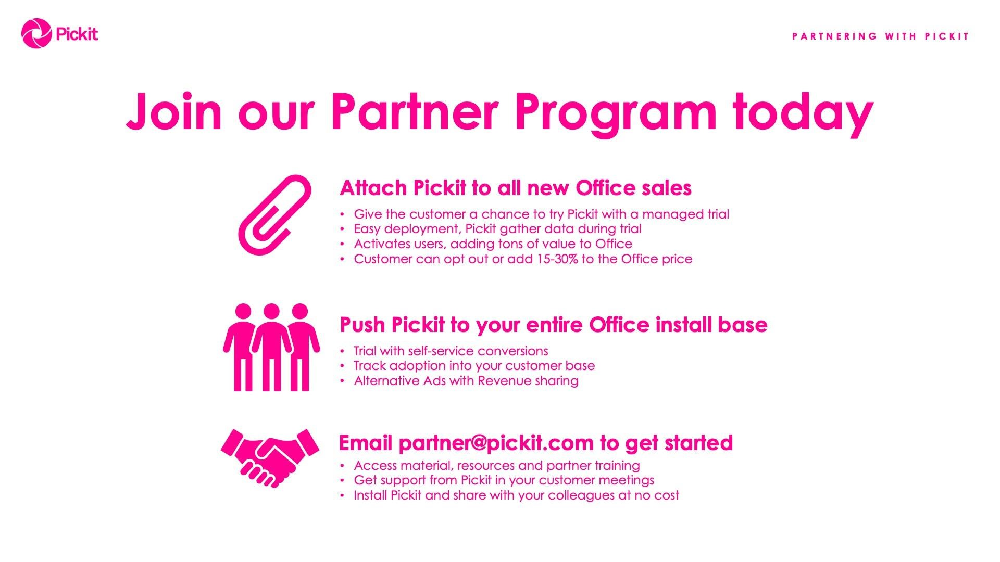 Pickit
PARTNERING WITH PICKIT
Join our Partner Program today
Attach Pickit to all new Office sales
• Give the customer a chance to try Pickit with a managed trial
• Easy deployment, Pickit gather data during trial
• Activates users, adding tons of value to Office
• Customer can opt out or add 15-30% to the Office price
Push Pickit to your entire Office install base
• Trial with self-service conversions
• Track adoption into your customer base
• Alternative Ads with Revenue sharing
Email partner@pickit.com to get started
• Access material, resources and partner training
• Get support from Pickit in your customer meetings
• Install Pickit and share with your colleagues at no cost